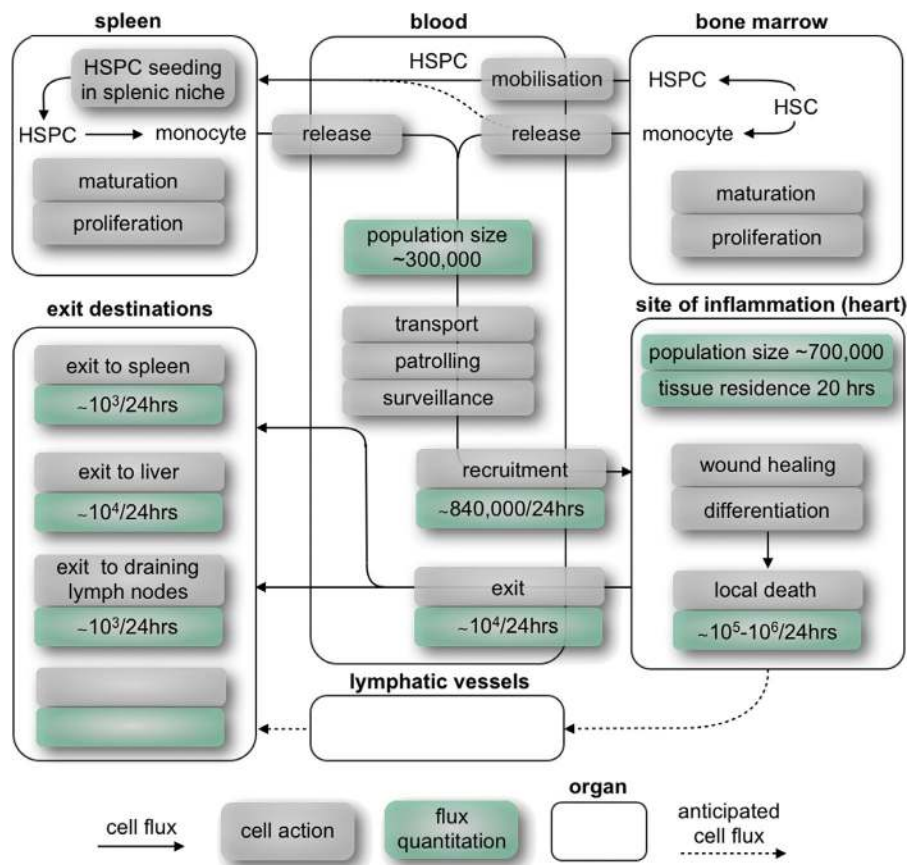 spleen
blood
bone marrow
HSPC seeding
in splenic niche
HSPC
mobilisation
HSPC
HSC
HSPC
monocyte
release
release
monocyte
maturation
proliferation
maturation
proliferation
population size
~300,000
exit destinations
site of inflammation (heart)
transport
patrolling
surveillance
population size ~700,000
tissue residence 20 hrs
exit to spleen
~10³/24hrs
exit to liver
~10⁴/24hrs
recruitment
~840,000/24hrs
wound healing
differentiation
exit to draining
lymph nodes
~10³/24hrs
exit
~10⁴/24hrs
local death
~10⁵-10⁶/24hrs
lymphatic vessels
cell flux
cell action
flux
quantitation
organ
anticipated
cell flux